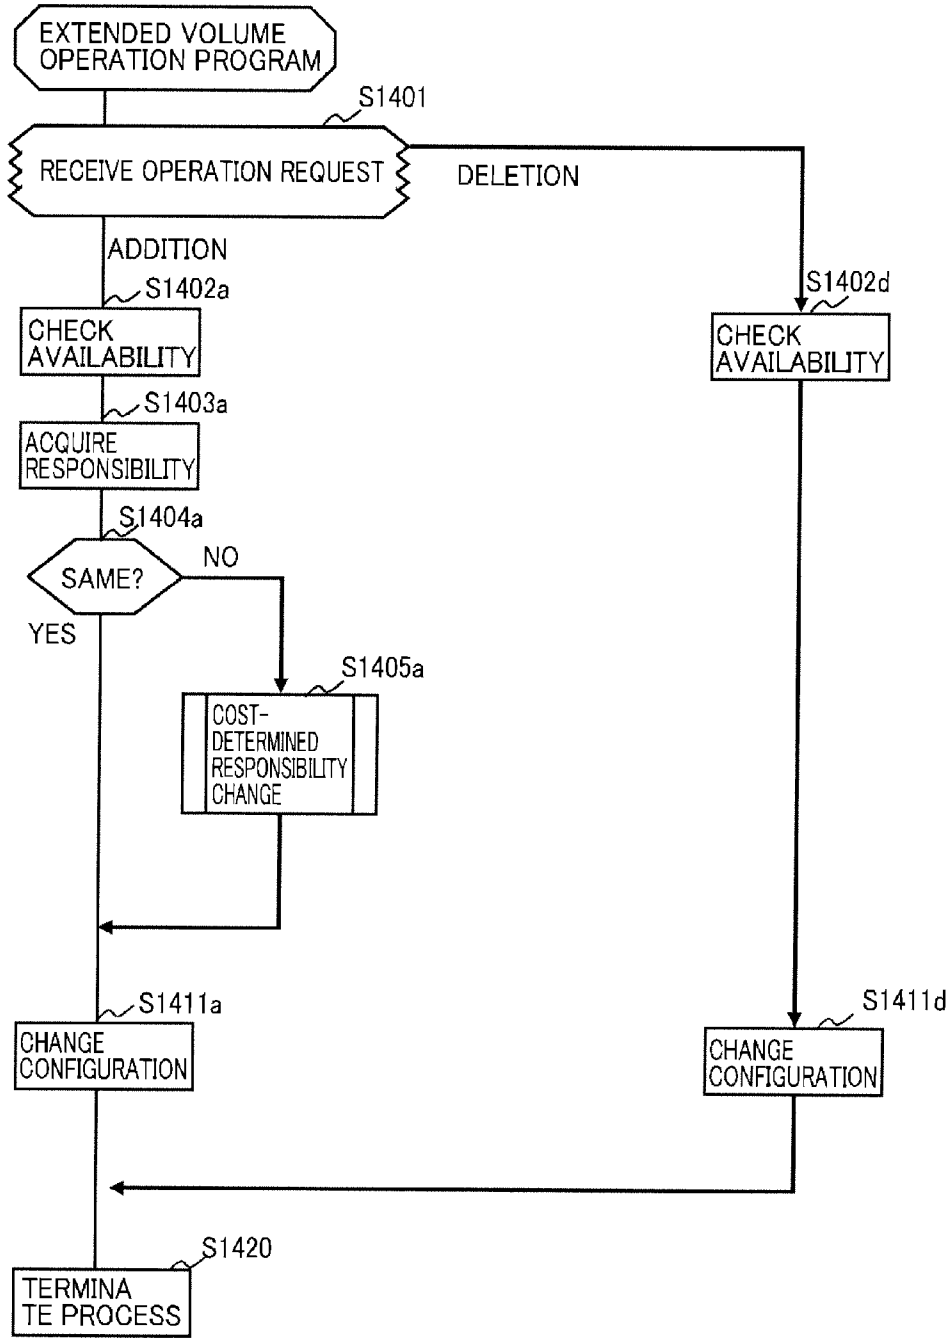 EXTENDED VOLUME
OPERATION PROGRAM
S1401
RECEIVE OPERATION REQUEST
DELETION
ADDITION
S1402a
CHECK
AVAILABILITY
S1402d
CHECK
AVAILABILITY
S1403a
ACQUIRE
RESPONSIBILITY
S1404a
SAME?
NO
YES
S1405a
COST-
DETERMINED
RESPONSIBILITY
CHANGE
S1411a
CHANGE
CONFIGURATION
S1411d
CHANGE
CONFIGURATION
S1420
TERMINA
TE PROCESS